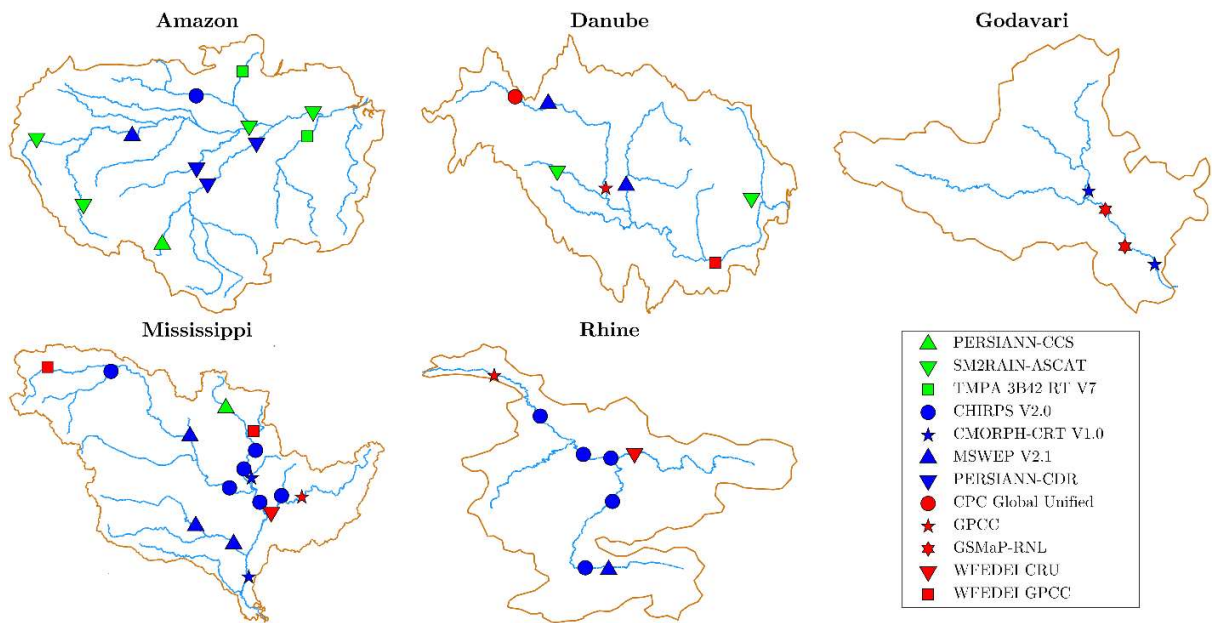 Amazon
Danube
Godavari
Mississippi
Rhine
PERSIANN-CCS
SM2RAIN-ASCAT
TMPA 3B42 RT V7
CHIRPS V2.0
CMORPH-CRT V1.0
MSWEP V2.1
PERSIANN-CDR
CPC Global Unified
GPCC
GSMaP-RNL
WFEDEI CRU
WFEDEI GPCC